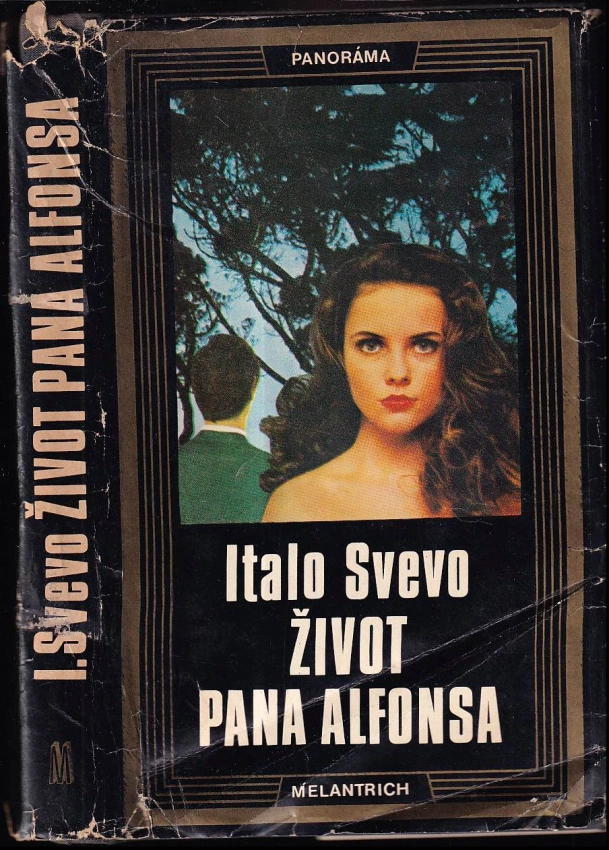 I. Svevo ŽIVOT PANA ALFONSA
M
PANORÁMA
Italo Svevo
ŽIVOT
PANA ALFONSA
MELANTRICH